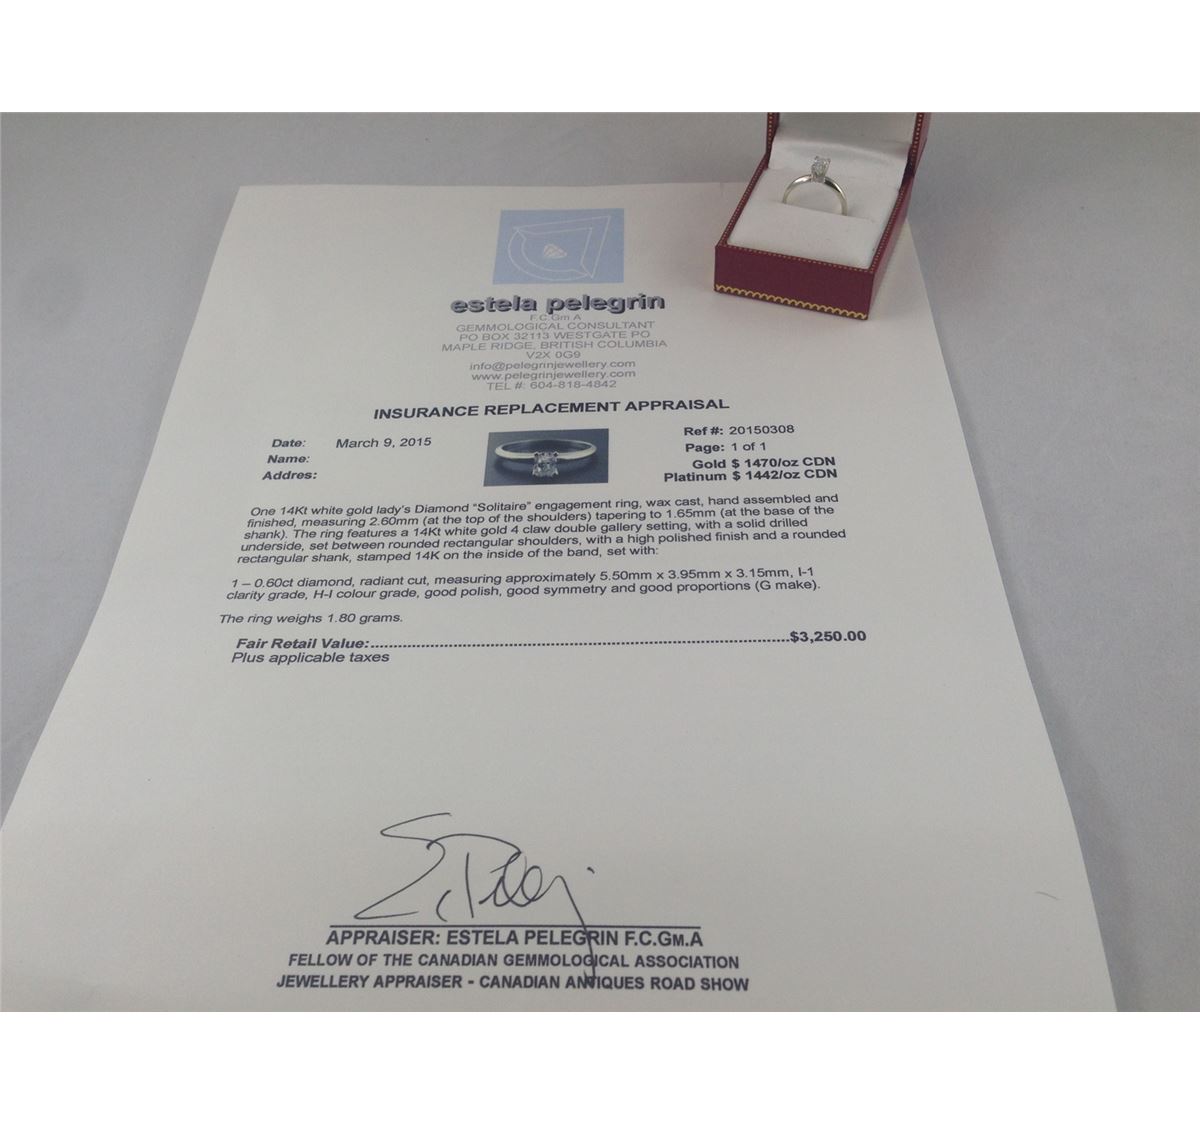 estela pelegrin
F.C.Gm A
GEMMOLOGICAL CONSULTANT
PO BOX 32113 WESTGATE PO
MAPLE RIDGE, BRITISH COLUMBIA
V2X 0G9
info@pelegrinjewellery.com
www.pelegrinjewellery.com
TEL #: 604-818-4842
INSURANCE REPLACEMENT APPRAISAL
Date: March 9, 2015
Name:
Addres:
Ref #: 20150308
Page: 1 of 1
Gold $ 1470/oz CDN
Platinum $ 1442/oz CDN
One 14Kt white gold lady's Diamond "Solitaire" engagement ring, wax cast, hand assembled and
finished, measuring 2.60mm (at the top of the shoulders) tapering to 1.65mm (at the base of the
shank). The ring features a 14Kt white gold 4 claw double gallery setting, with a solid drilled
underside, set between rounded rectangular shoulders, with a high polished finish and a rounded
rectangular shank, stamped 14K on the inside of the band, set with:
1 – 0.60ct diamond, radiant cut, measuring approximately 5.50mm x 3.95mm x 3.15mm, I-1
clarity grade, H-I colour grade, good polish, good symmetry and good proportions (G make).
The ring weighs 1.80 grams.
Fair Retail Value:..........................................................................................$3,250.00
Plus applicable taxes
APPRAISER: ESTELA PELEGRIN F.C.GM.A
FELLOW OF THE CANADIAN GEMMOLOGICAL ASSOCIATION
JEWELLERY APPRAISER - CANADIAN ANTIQUES ROAD SHOW